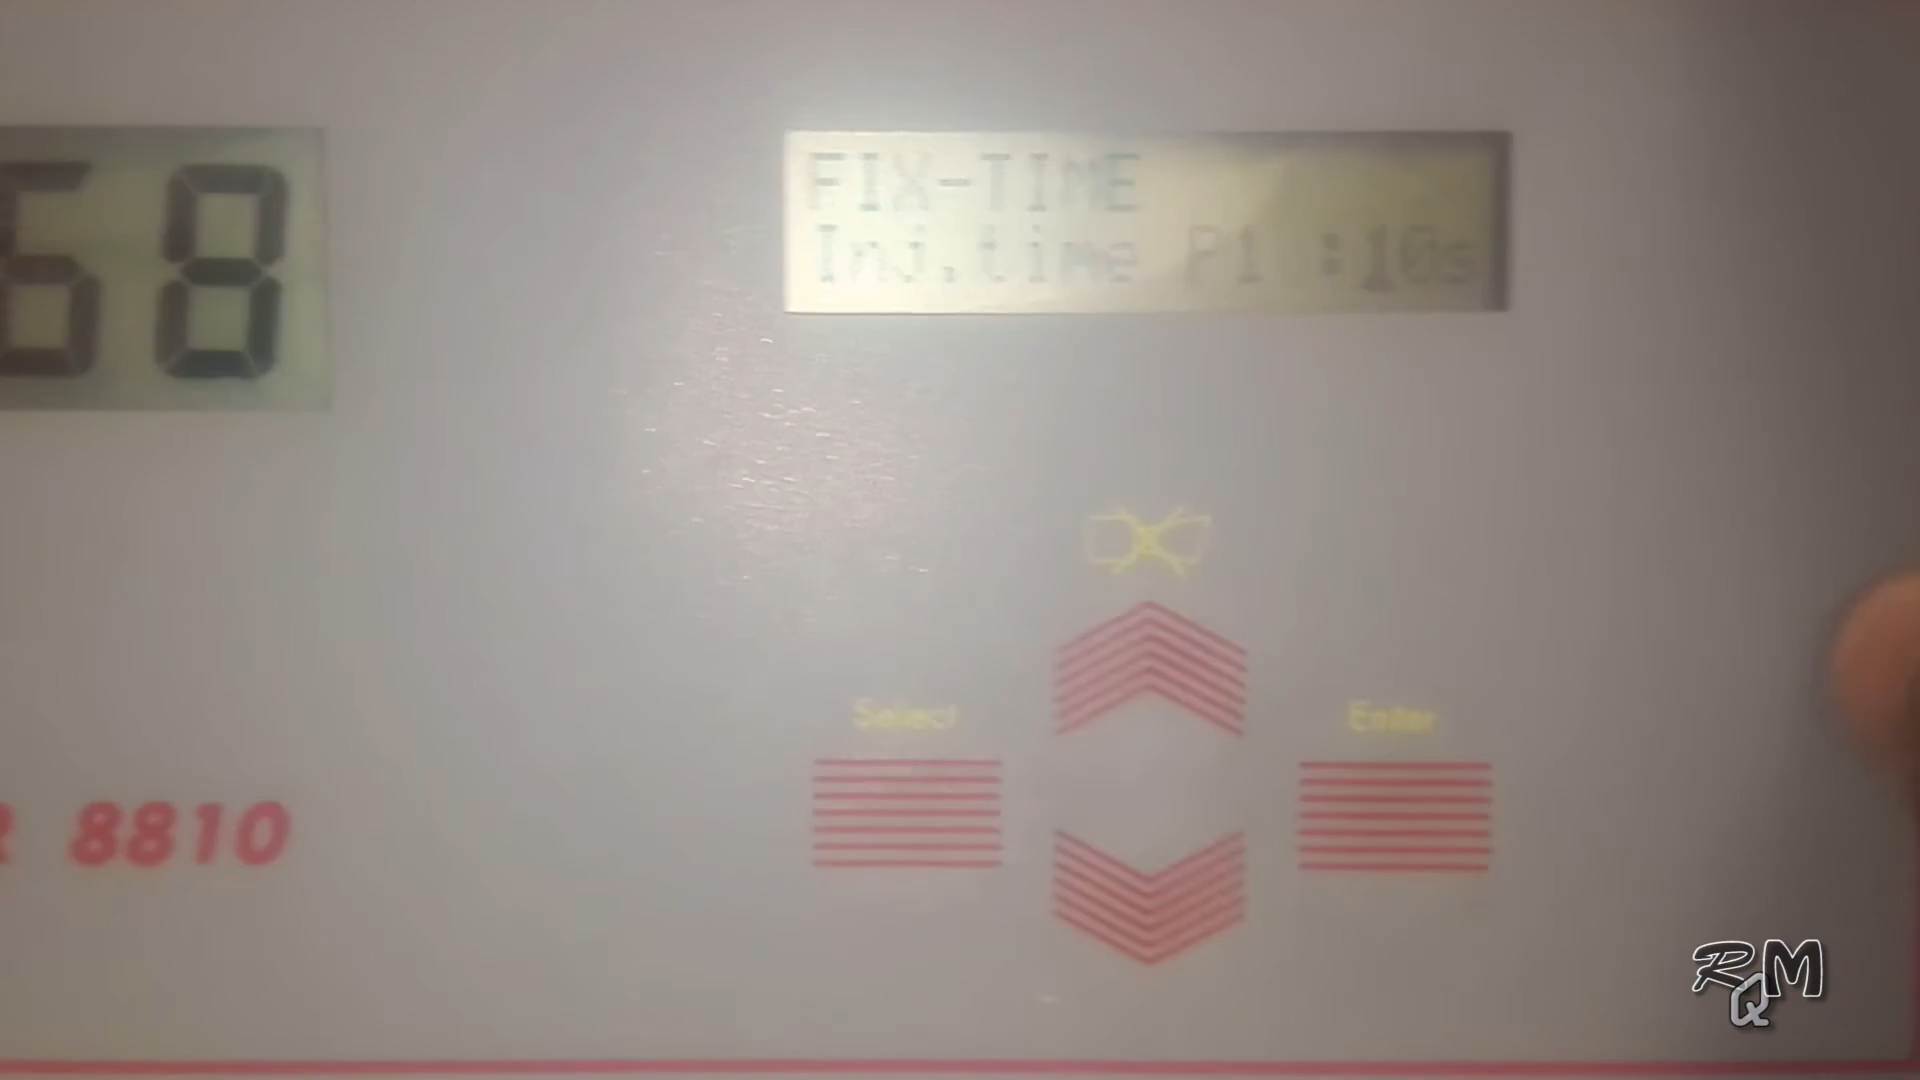 68
FIX-TIME
Inj.time P1 :10s
Select
Enter
8810
RQM